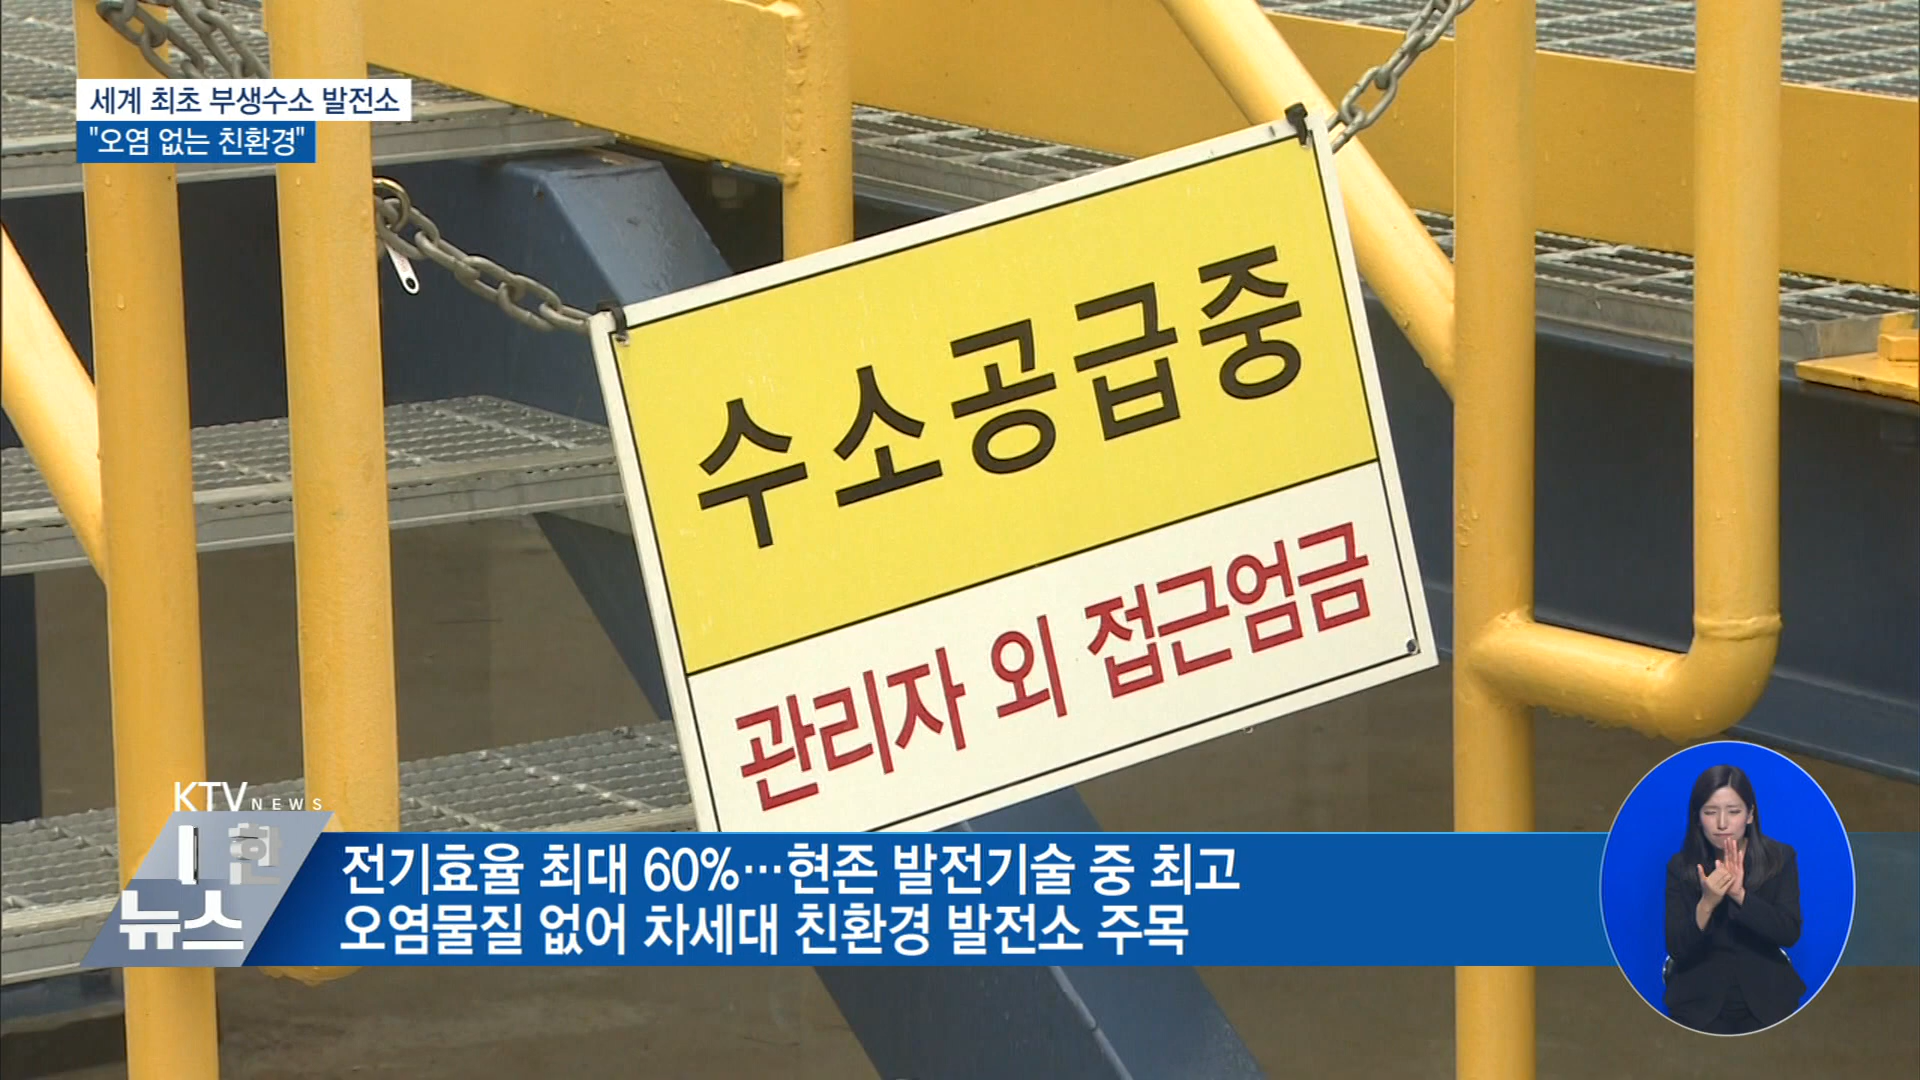 세계 최초 부생수소 발전소
"오염 없는 친환경"
수소공급중
관리자 외 접근엄금
KTV NEWS
현
뉴스
전기효율 최대 60%…현존 발전기술 중 최고
오염물질 없어 차세대 친환경 발전소 주목